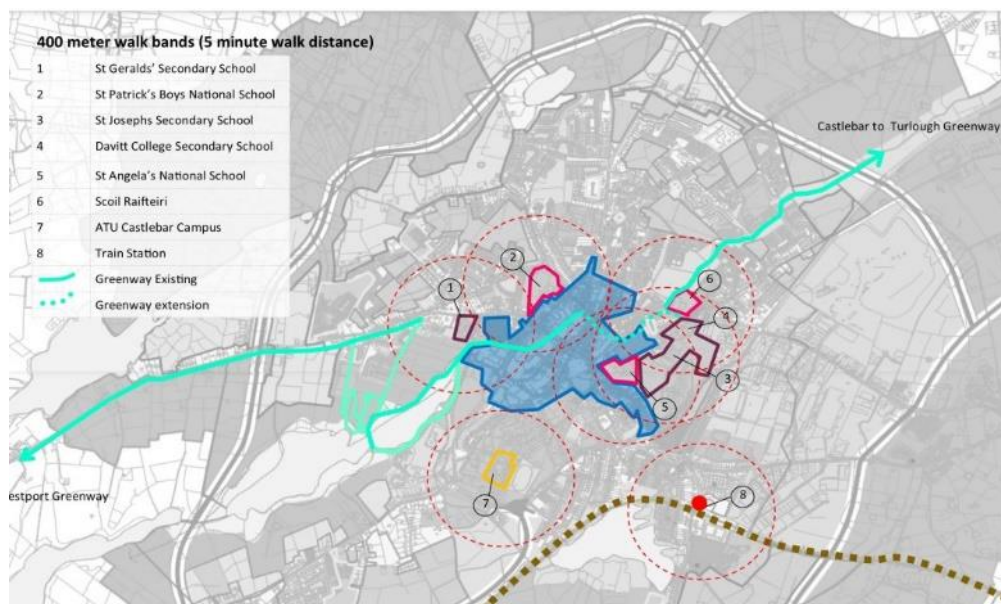 400 meter walk bands (5 minute walk distance)
1 St Geralds' Secondary School
2 St Patrick's Boys National School
3 St Josephs Secondary School
4 Davitt College Secondary School
5 St Angela's National School
6 Scoil Raifteiri
7 ATU Castlebar Campus
8 Train Station
Greenway Existing
Greenway extension
Castlebar to Turlough Greenway
2
1
6
4
3
5
7
8
estport Greenway